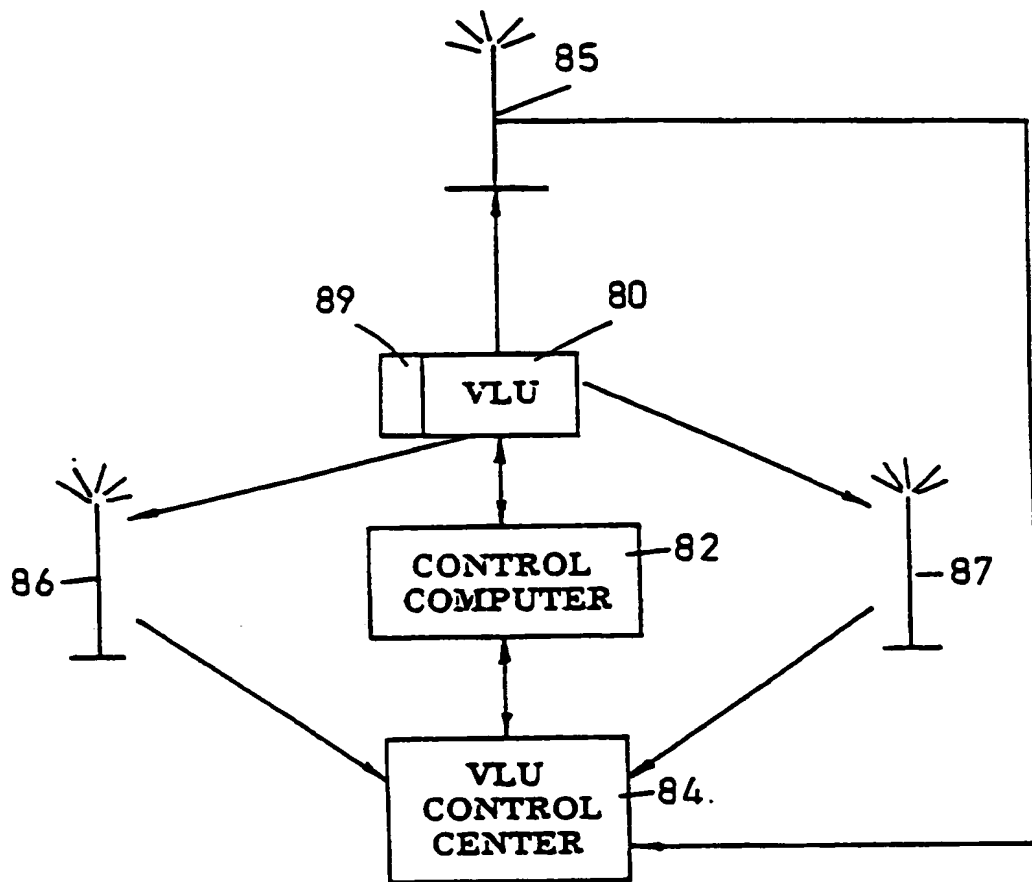 85
89
80
VLU
86
CONTROL
COMPUTER
82
87
VLU
CONTROL
CENTER
84.